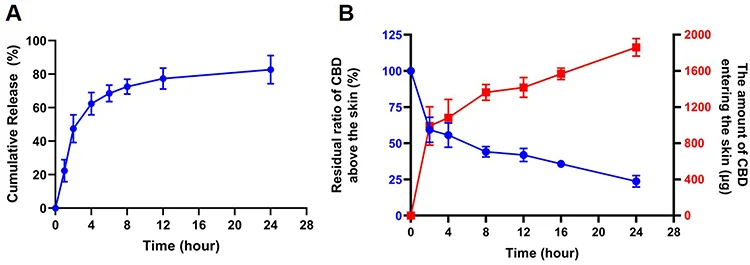 A
B
Cumulative Release (%)
100
80
60
40
20
0
0 4 8 12 16 20 24 28
Time (hour)
Residual ratio of CBD
above the skin (%)
125
100
75
50
25
0
0 4 8 12 16 20 24 28
Time (hour)
2000
1600
1200
800
400
0
The amount of CBD
entering the skin (μg)